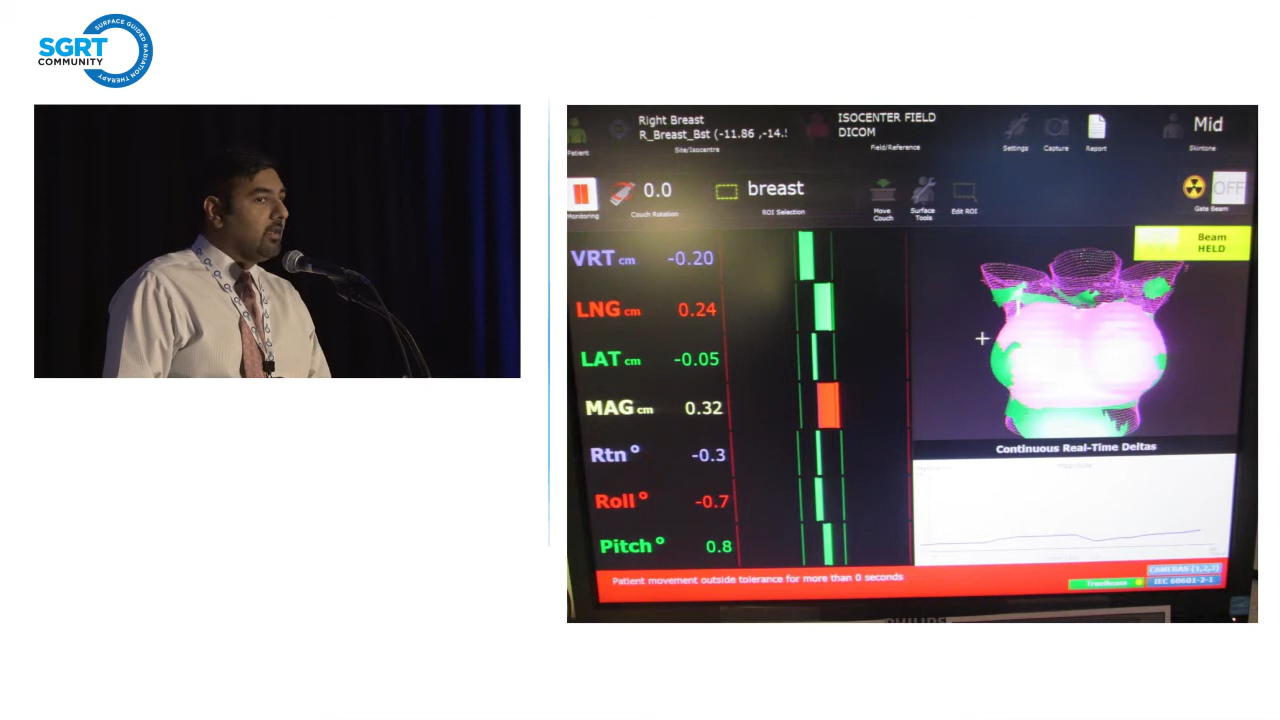 SURFACE GUIDED RADIATION THERAPY
SGRT
COMMUNITY
Right Breast
R_Breast_Bst (-11.86 ,-14.
Site/Isocentre
Patient
ISOCENTER FIELD
DICOM
Field/Reference
Settings
Capture
Report
Mid
Skintone
Monitoring
0.0
Couch Rotation
breast
ROI Selection
Move
Couch
Surface
Tools
Edit ROI
OFF
Gate Beam
Beam
HELD
VRT cm -0.20
LNG cm 0.24
LAT cm -0.05
MAG cm 0.32
Rtn° -0.3
Roll° -0.7
Pitch° 0.8
Continuous Real-Time Deltas
Patient movement outside tolerance for more than 0 seconds
TrueBeam
CAMERAS [1,2,3]
IEC 60601-2-1
PHILIPS